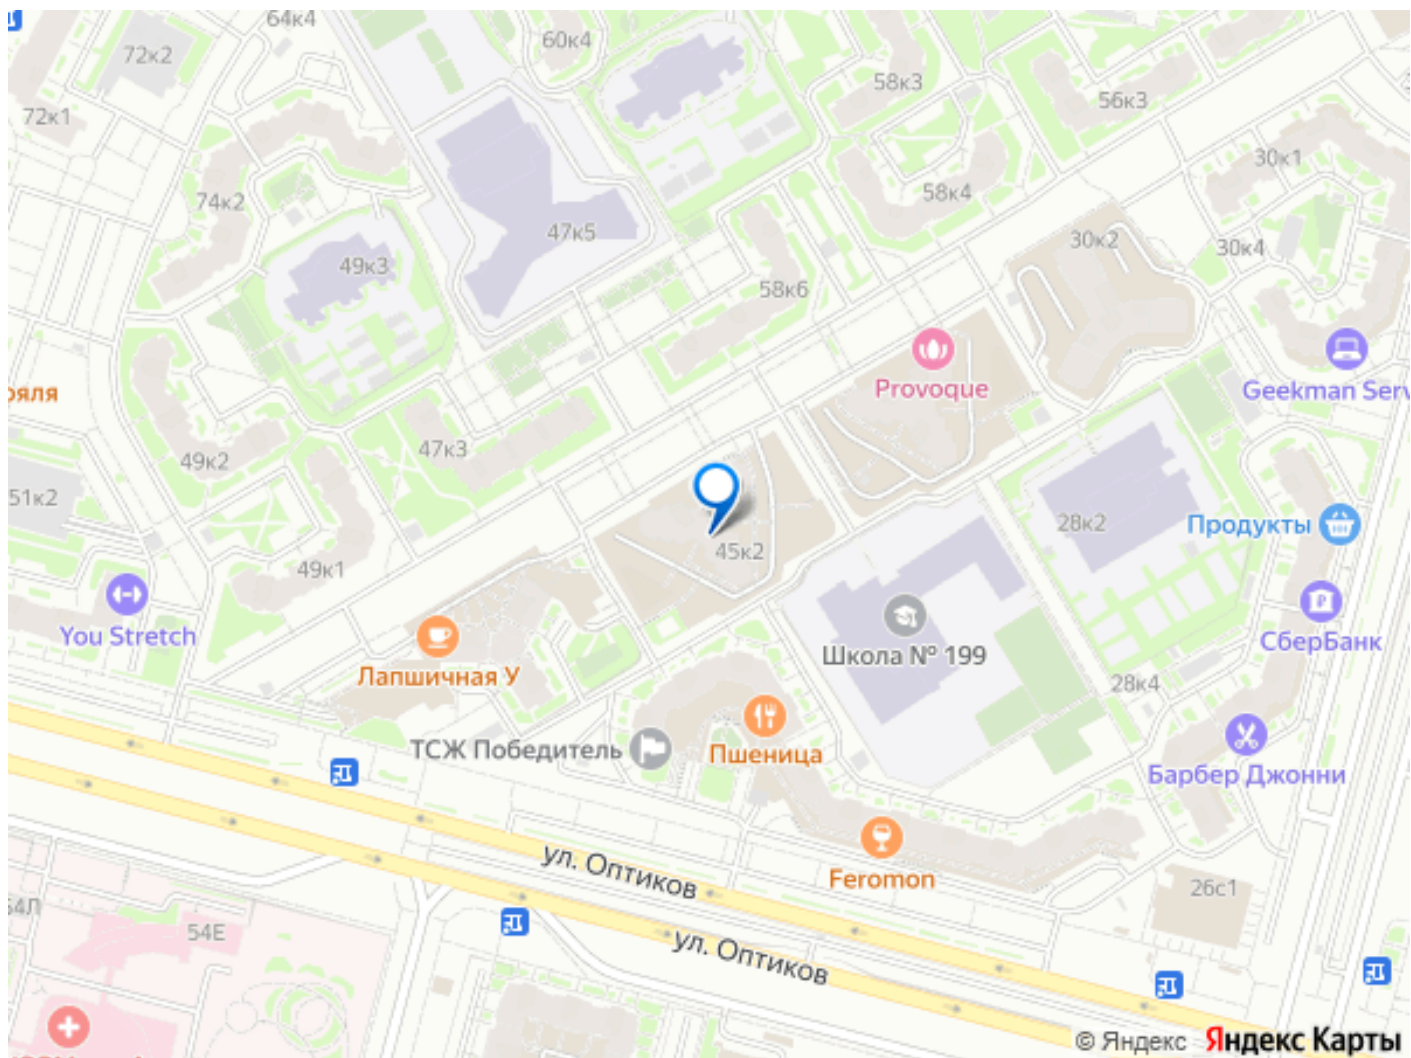 64к4
72к2
60к4
58к3
56к3
72к1
30к1
74к2
58к4
47к5
30к2
30к4
49к3
58к6
Provoque
Geekman Serv
47к3
49к2
51к2
28к2
Продукты
45к2
49к1
You Stretch
СберБанк
Школа № 199
Лапшичная У
28к4
ТСЖ Победитель
Пшеница
Барбер Джонни
ул. Оптиков
Feromon
26с1
54Е
ул. Оптиков
© Яндекс Яндекс Карты